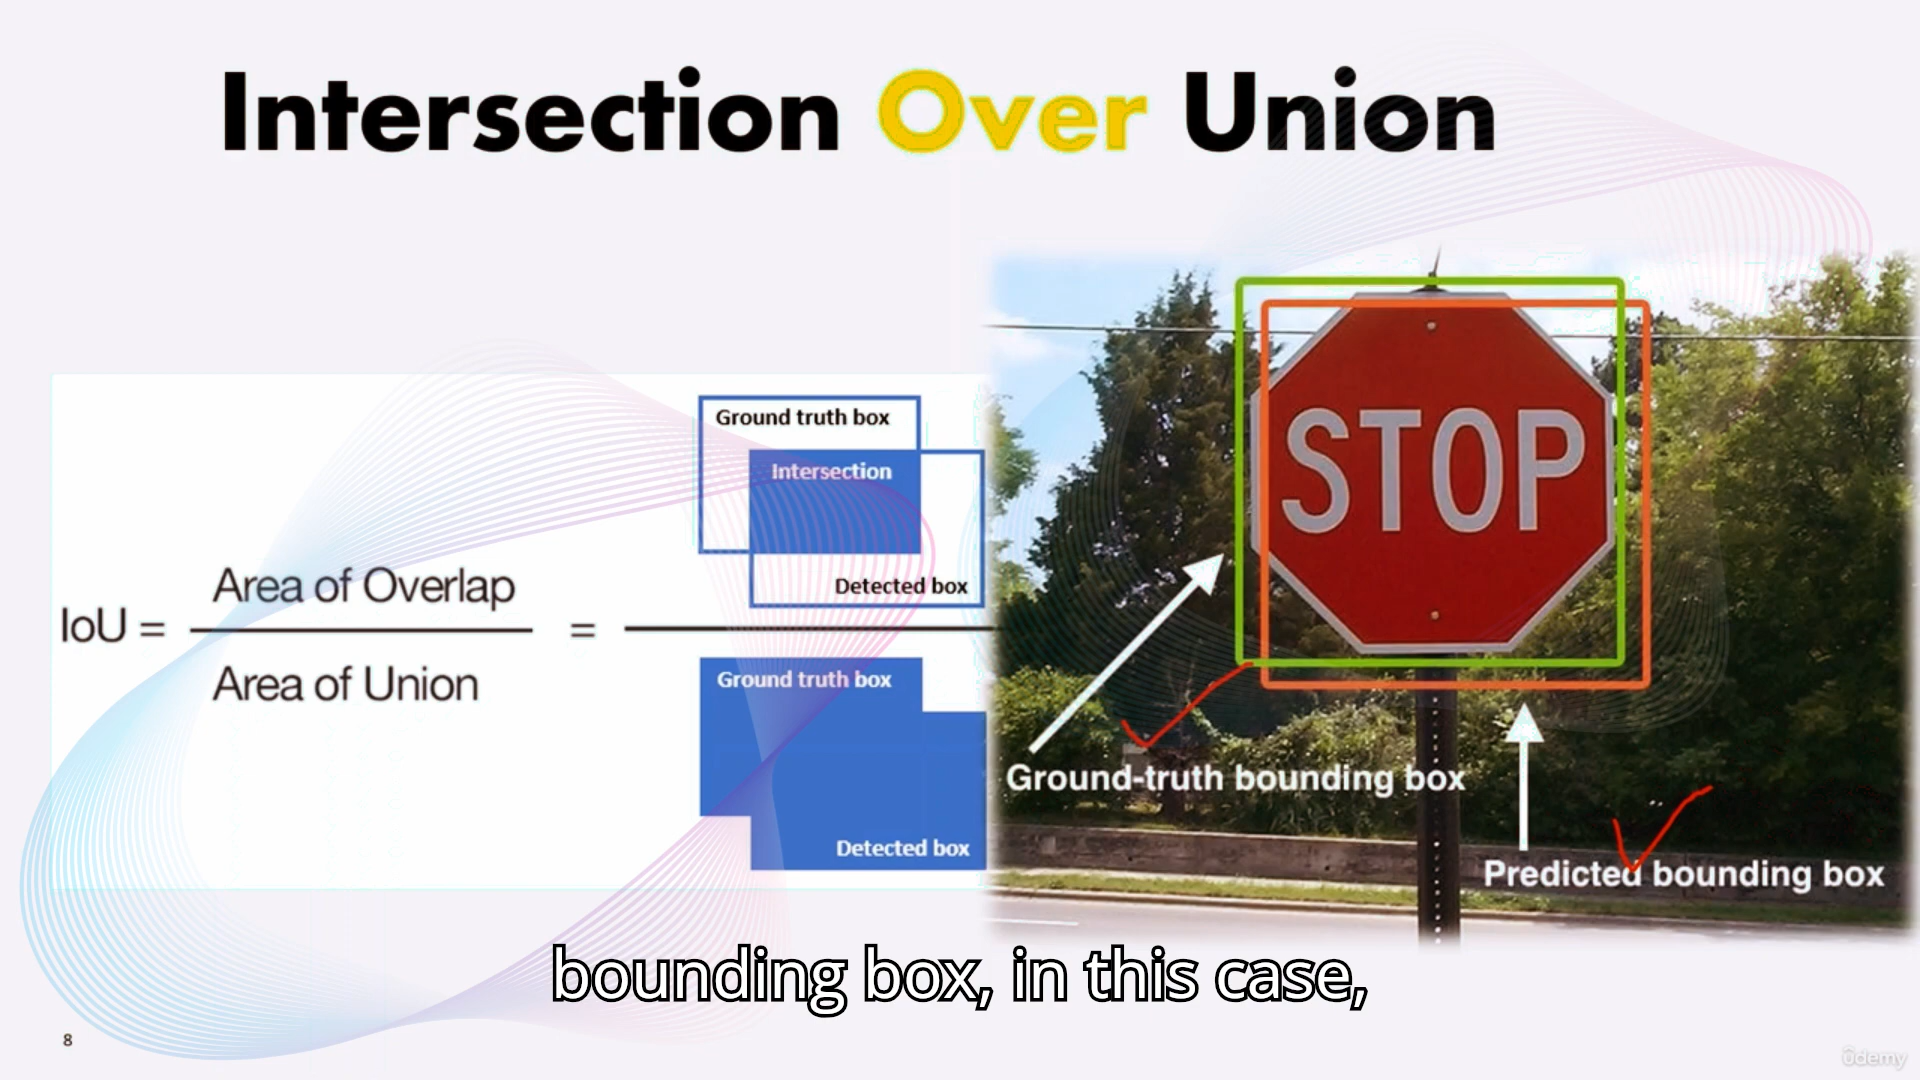 Intersection Over Union
Ground truth box
Intersection
Detected box
IoU =
Area of Overlap
Area of Union
=
Ground truth box
Detected box
STOP
Ground-truth bounding box
Predicted bounding box
bounding box, in this case,
8
ûdemy